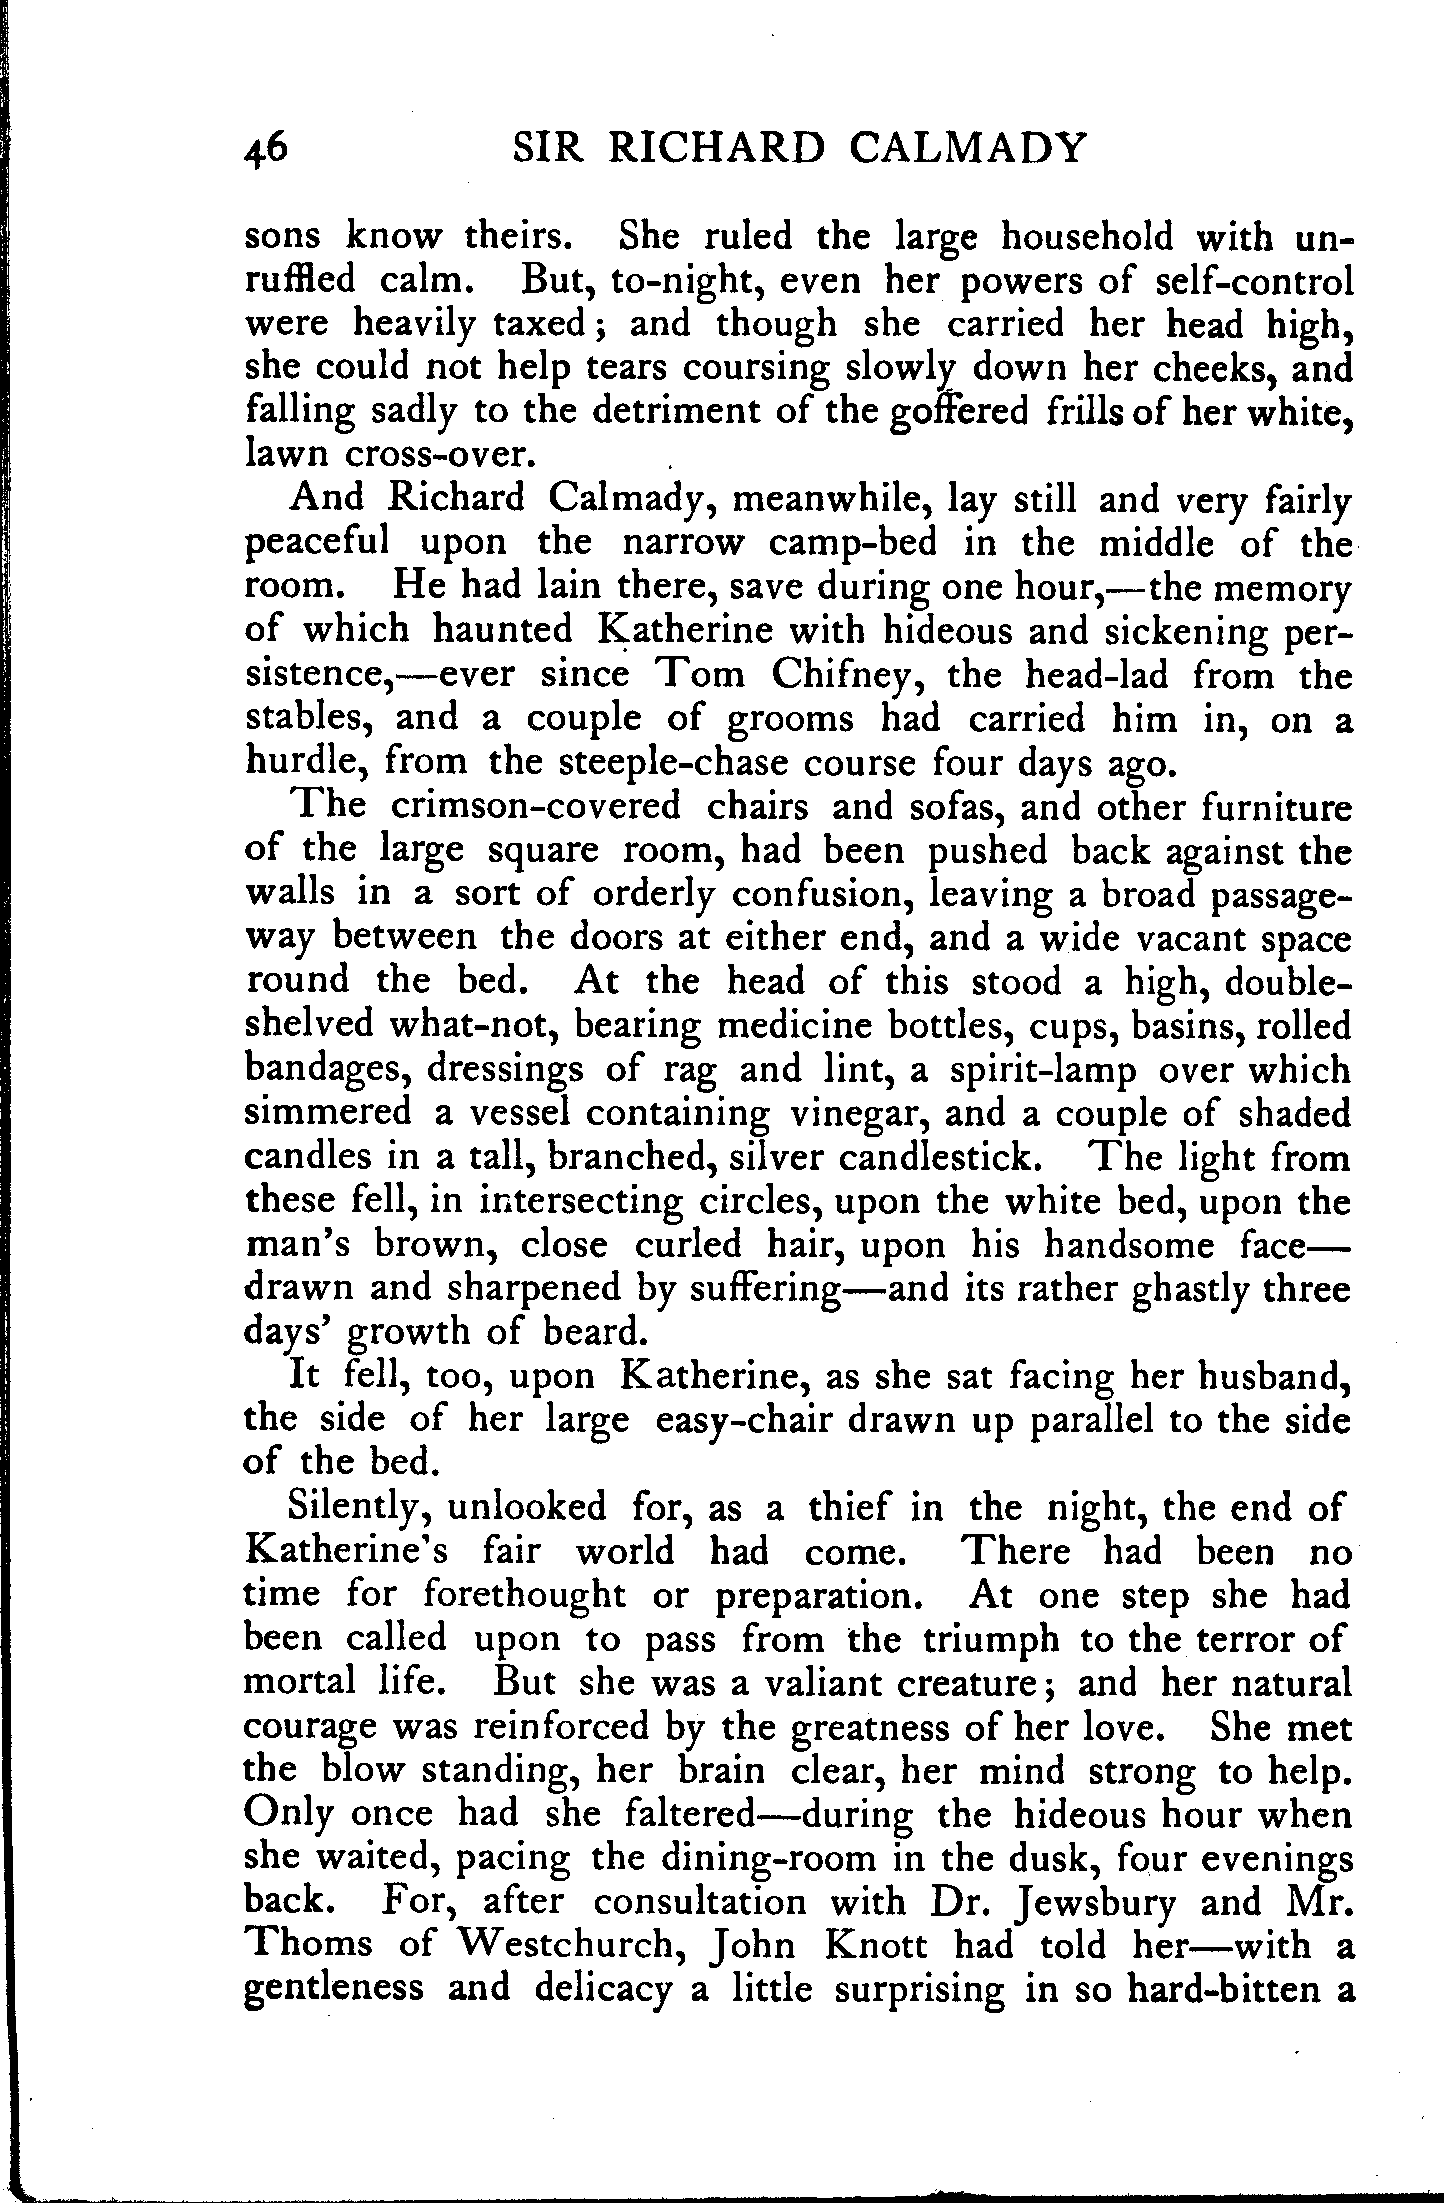 46 SIR RICHARD CALMADY
sons know theirs. She ruled the large household with un-
ruffled calm. But, to-night, even her powers of self-control
were heavily taxed; and though she carried her head high,
she could not help tears coursing slowly down her cheeks, and
falling sadly to the detriment of the goffered frills of her white,
lawn cross-over.
And Richard Calmady, meanwhile, lay still and very fairly
peaceful upon the narrow camp-bed in the middle of the
room. He had lain there, save during one hour,—the memory
of which haunted Katherine with hideous and sickening per-
sistence,—ever since Tom Chifney, the head-lad from the
stables, and a couple of grooms had carried him in, on a
hurdle, from the steeple-chase course four days ago.
The crimson-covered chairs and sofas, and other furniture
of the large square room, had been pushed back against the
walls in a sort of orderly confusion, leaving a broad passage-
way between the doors at either end, and a wide vacant space
round the bed. At the head of this stood a high, double-
shelved what-not, bearing medicine bottles, cups, basins, rolled
bandages, dressings of rag and lint, a spirit-lamp over which
simmered a vessel containing vinegar, and a couple of shaded
candles in a tall, branched, silver candlestick. The light from
these fell, in intersecting circles, upon the white bed, upon the
man's brown, close curled hair, upon his handsome face—
drawn and sharpened by suffering—and its rather ghastly three
days' growth of beard.
It fell, too, upon Katherine, as she sat facing her husband,
the side of her large easy-chair drawn up parallel to the side
of the bed.
Silently, unlooked for, as a thief in the night, the end of
Katherine's fair world had come. There had been no
time for forethought or preparation. At one step she had
been called upon to pass from the triumph to the terror of
mortal life. But she was a valiant creature; and her natural
courage was reinforced by the greatness of her love. She met
the blow standing, her brain clear, her mind strong to help.
Only once had she faltered—during the hideous hour when
she waited, pacing the dining-room in the dusk, four evenings
back. For, after consultation with Dr. Jewsbury and Mr.
Thoms of Westchurch, John Knott had told her—with a
gentleness and delicacy a little surprising in so hard-bitten a